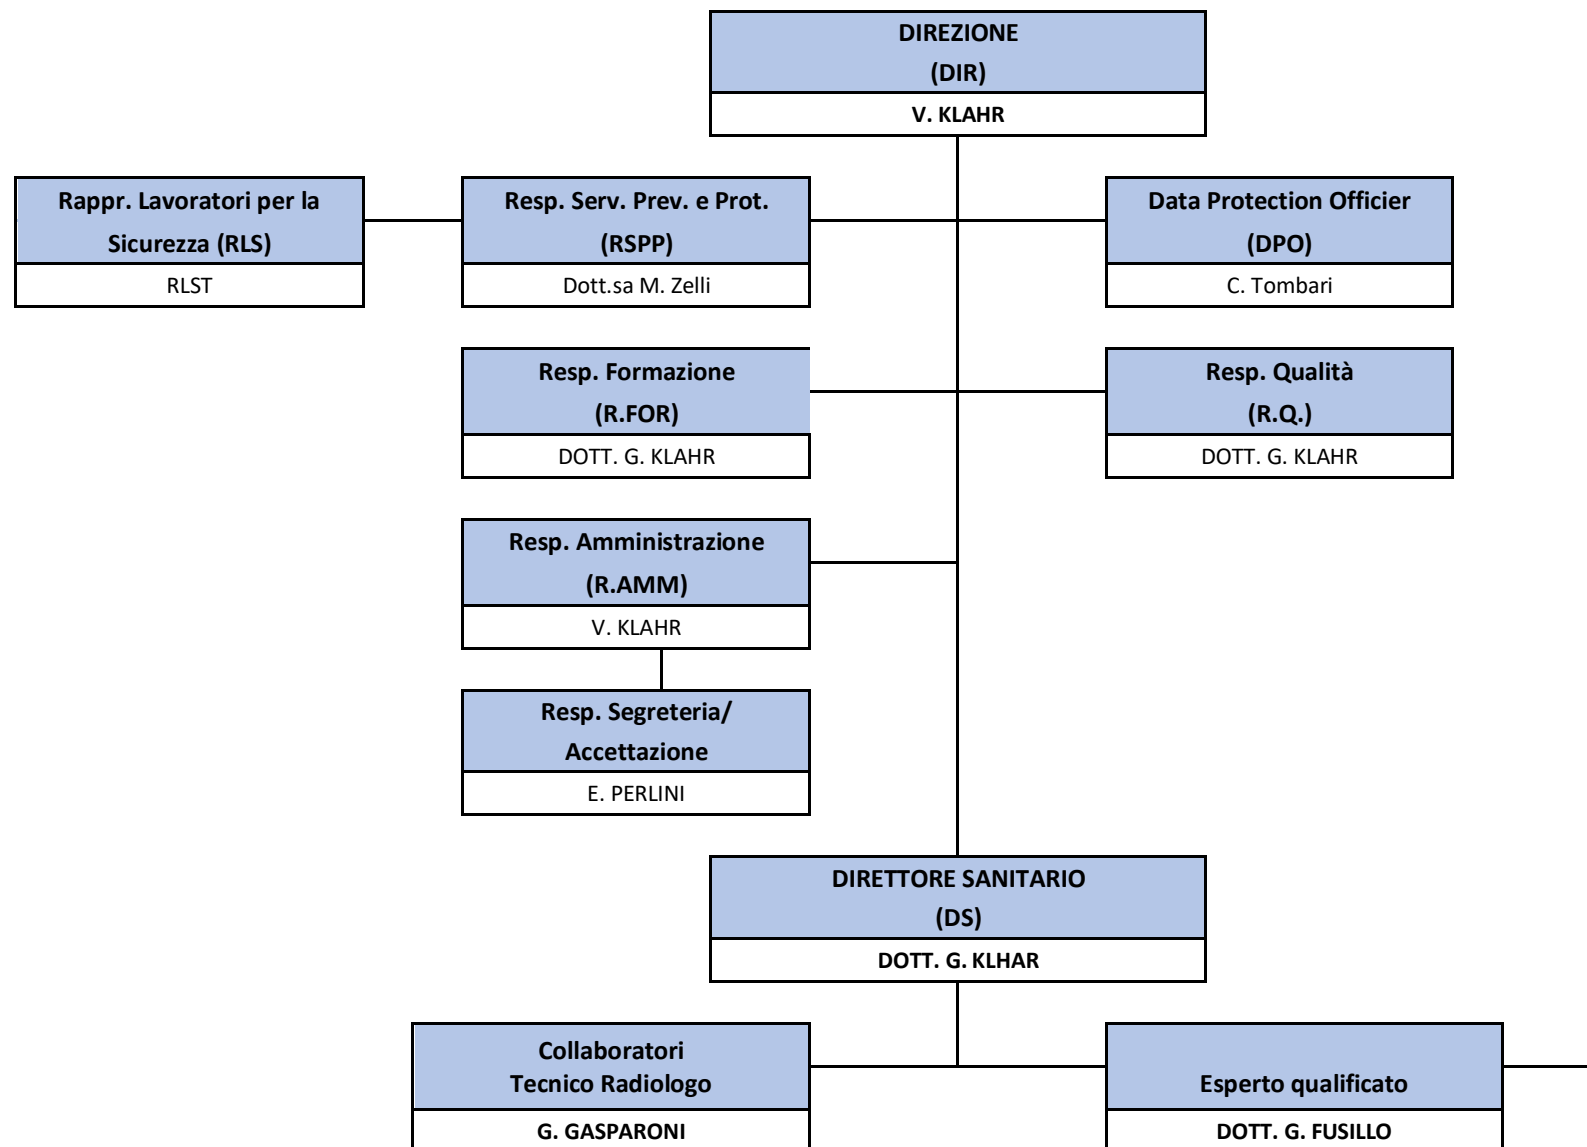 DIREZIONE
(DIR)
V. KLAHR
Rappr. Lavoratori per la
Sicurezza (RLS)
RLST
Resp. Serv. Prev. e Prot.
(RSPP)
Dott.sa M. Zelli
Data Protection Officier
(DPO)
C. Tombari
Resp. Formazione
(R.FOR)
DOTT. G. KLAHR
Resp. Qualità
(R.Q.)
DOTT. G. KLAHR
Resp. Amministrazione
(R.AMM)
V. KLAHR
Resp. Segreteria/
Accettazione
E. PERLINI
DIRETTORE SANITARIO
(DS)
DOTT. G. KLHAR
Collaboratori
Tecnico Radiologo
G. GASPARONI
Esperto qualificato
DOTT. G. FUSILLO